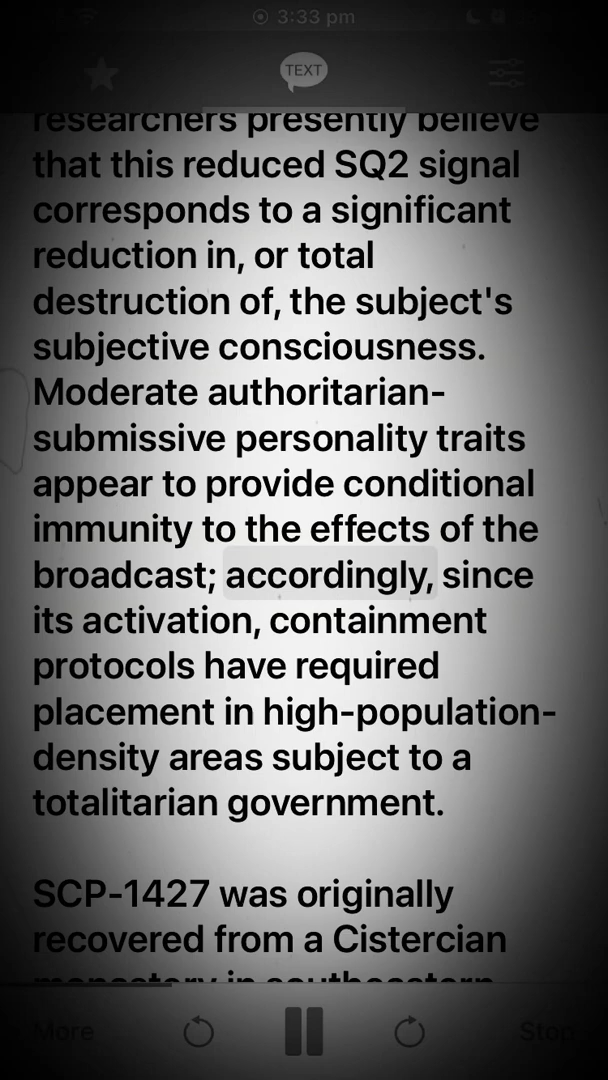 3:33 pm
TEXT
researchers presently believe
that this reduced SQ2 signal
corresponds to a significant
reduction in, or total
destruction of, the subject's
subjective consciousness.
Moderate authoritarian-
submissive personality traits
appear to provide conditional
immunity to the effects of the
broadcast; accordingly, since
its activation, containment
protocols have required
placement in high-population-
density areas subject to a
totalitarian government.
SCP-1427 was originally
recovered from a Cistercian
monastery in southeastern
More
Stop